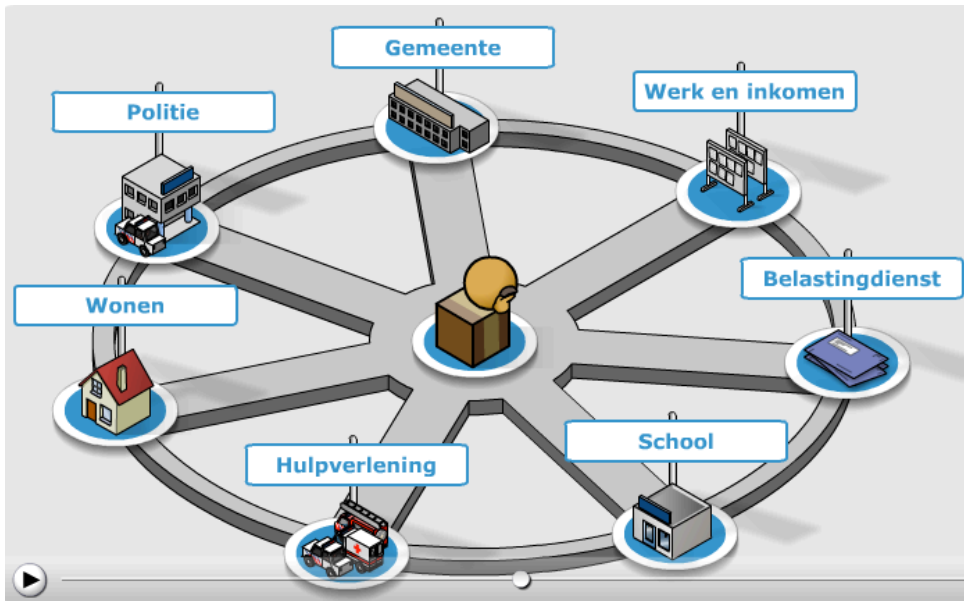 Gemeente
Werk en inkomen
Politie
Belastingdienst
Wonen
School
Hulpverlening